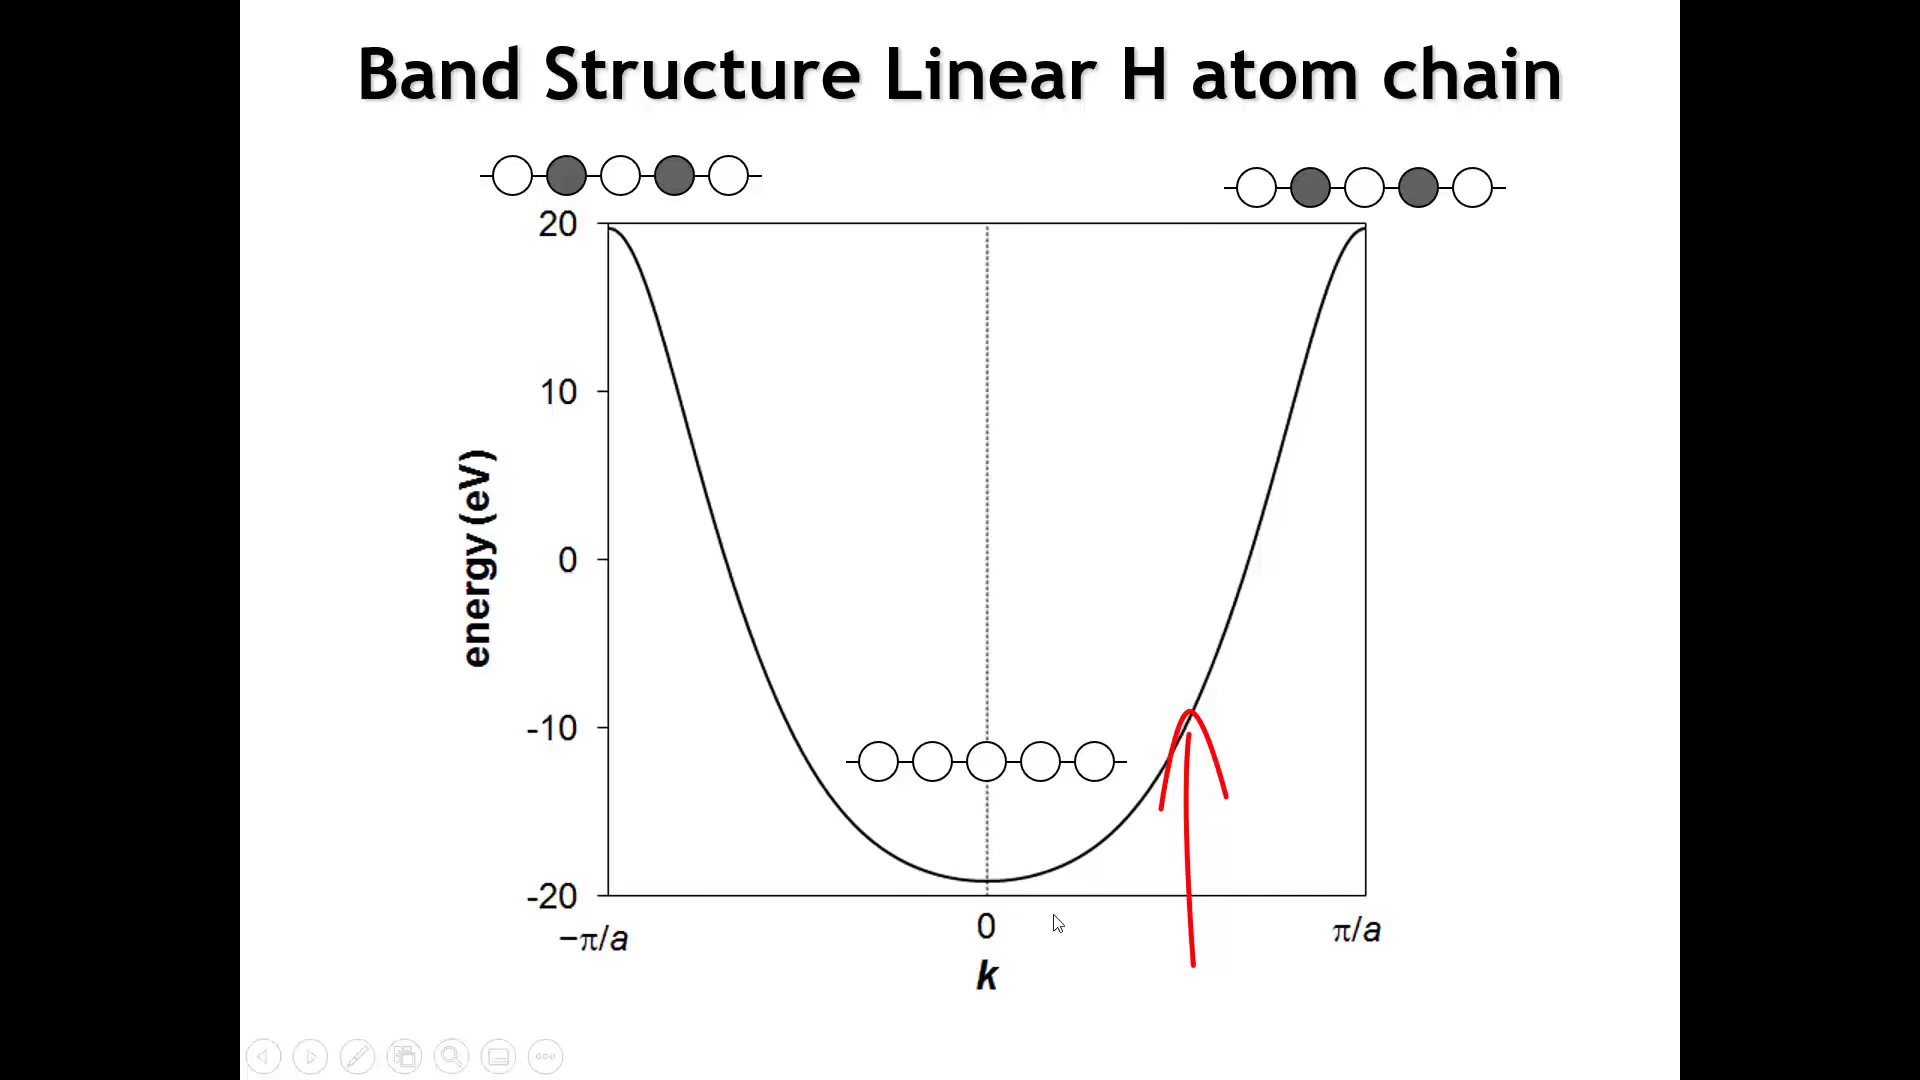 Band Structure Linear H atom chain
20
10
0
-10
-20
energy (eV)
−π/a
0
π/a
k